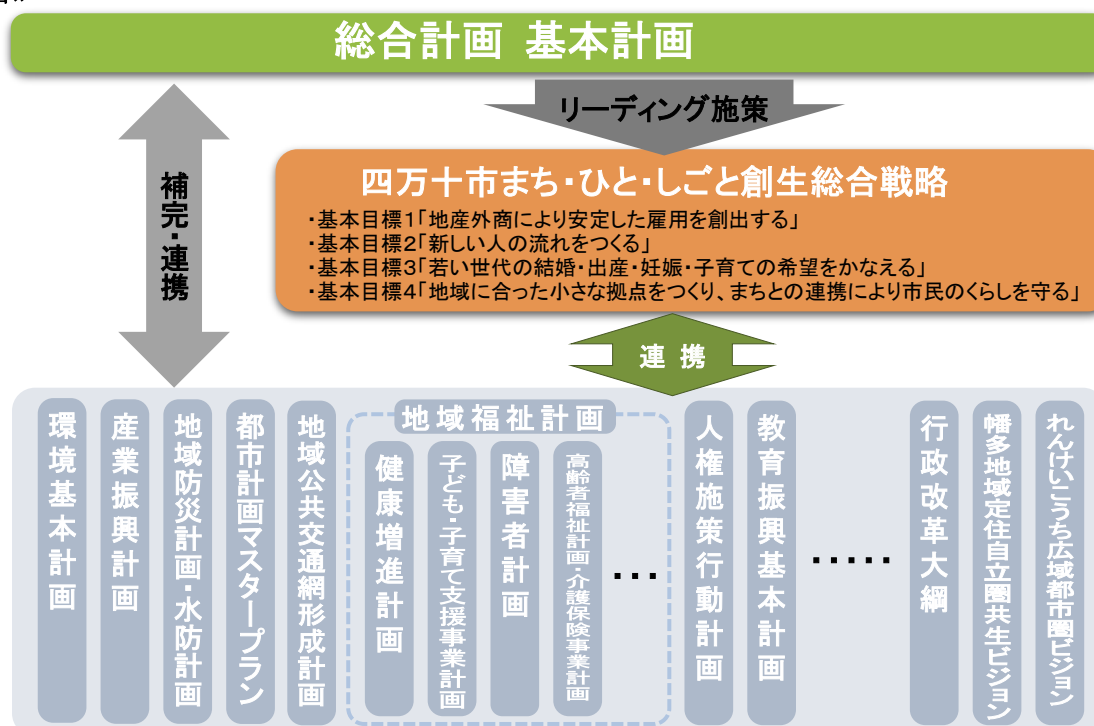 総合計画 基本計画
リーディング施策
補完・連携
四万十市まち・ひと・しごと創生総合戦略
・基本目標1「地産外商により安定した雇用を創出する」
・基本目標2「新しい人の流れをつくる」
・基本目標3「若い世代の結婚・出産・妊娠・子育ての希望をかなえる」
・基本目標4「地域に合った小さな拠点をつくり、まちとの連携により市民のくらしを守る」
連 携
環境基本計画
産業振興計画
地域防災計画・水防計画
都市計画マスタープラン
地域公共交通網形成計画
地域福祉計画
健康増進計画
子ども・子育て支援事業計画
障害者計画
高齢者福祉計画・介護保険事業計画
・・・
人権施策行動計画
教育振興基本計画
・・・・・
行政改革大綱
幡多地域定住自立圏共生ビジョン
れんけいこうち広域都市圏ビジョン